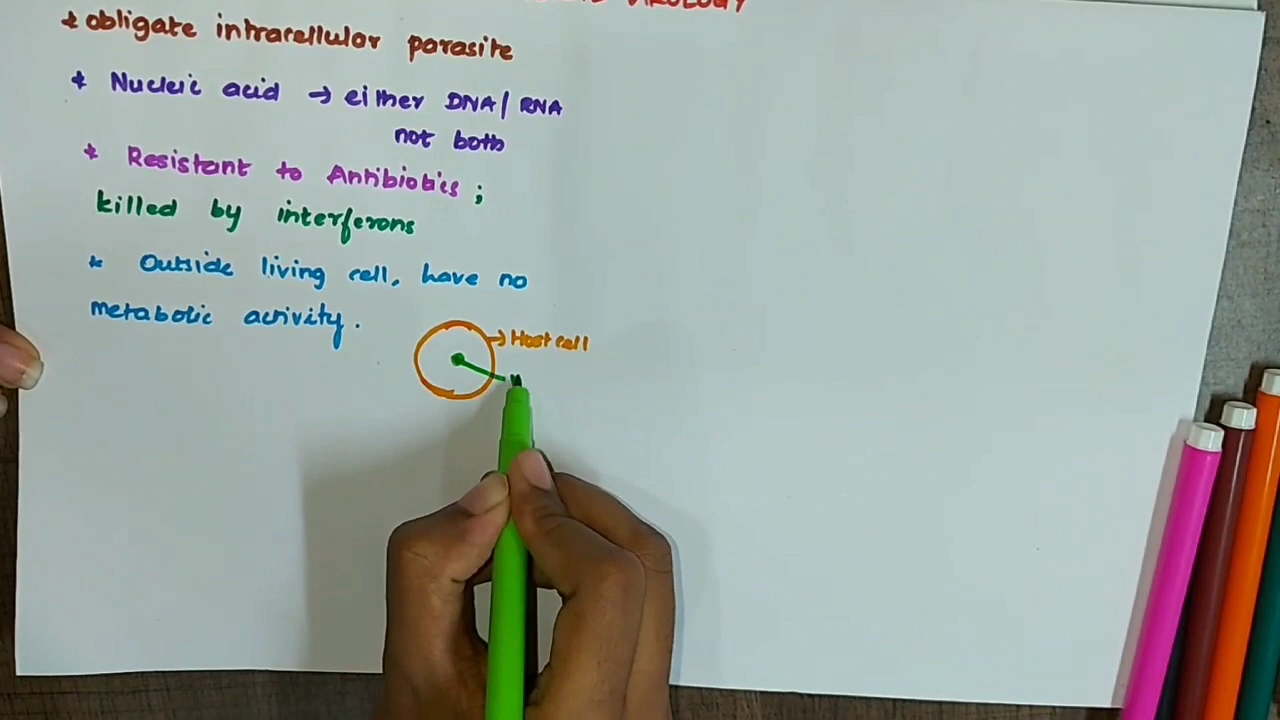 VIROLOGY
* obligate intracellular parasite
* Nucleic acid → either DNA/ RNA
not both
* Resistant to Antibiotics ;
killed by interferons
* Outside living cell, have no
metabolic activity.
→ Host cell